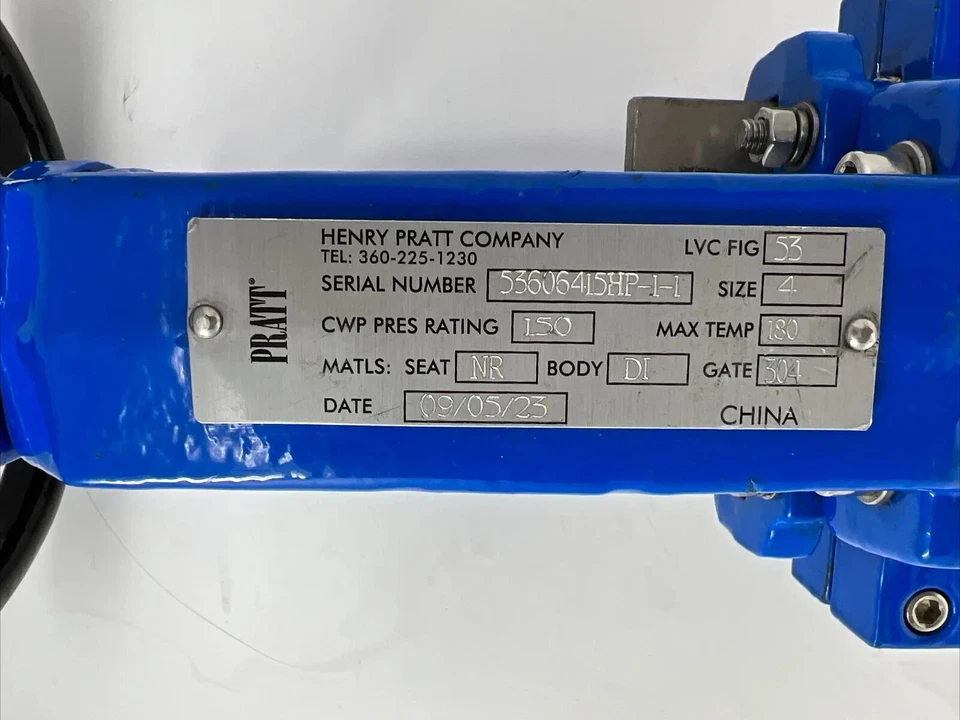 PRATT®
HENRY PRATT COMPANY LVC FIG 53
TEL: 360-225-1230
SERIAL NUMBER 53606415HP-1-1 SIZE 4
CWP PRES RATING 150 MAX TEMP 180
MATLS: SEAT NR BODY DI GATE 304
DATE 09/05/23 CHINA